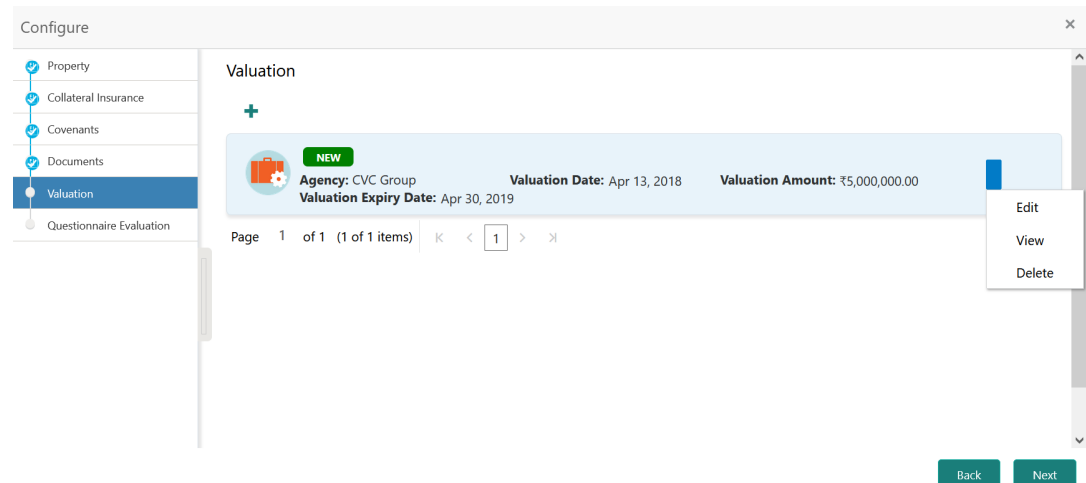 Configure
Property
Collateral Insurance
Covenants
Documents
Valuation
Questionnaire Evaluation
Valuation
NEW
Agency: CVC Group Valuation Date: Apr 13, 2018 Valuation Amount: ₹5,000,000.00
Valuation Expiry Date: Apr 30, 2019
Edit
View
Delete
Page 1 of 1 (1 of 1 items) 1
Back Next